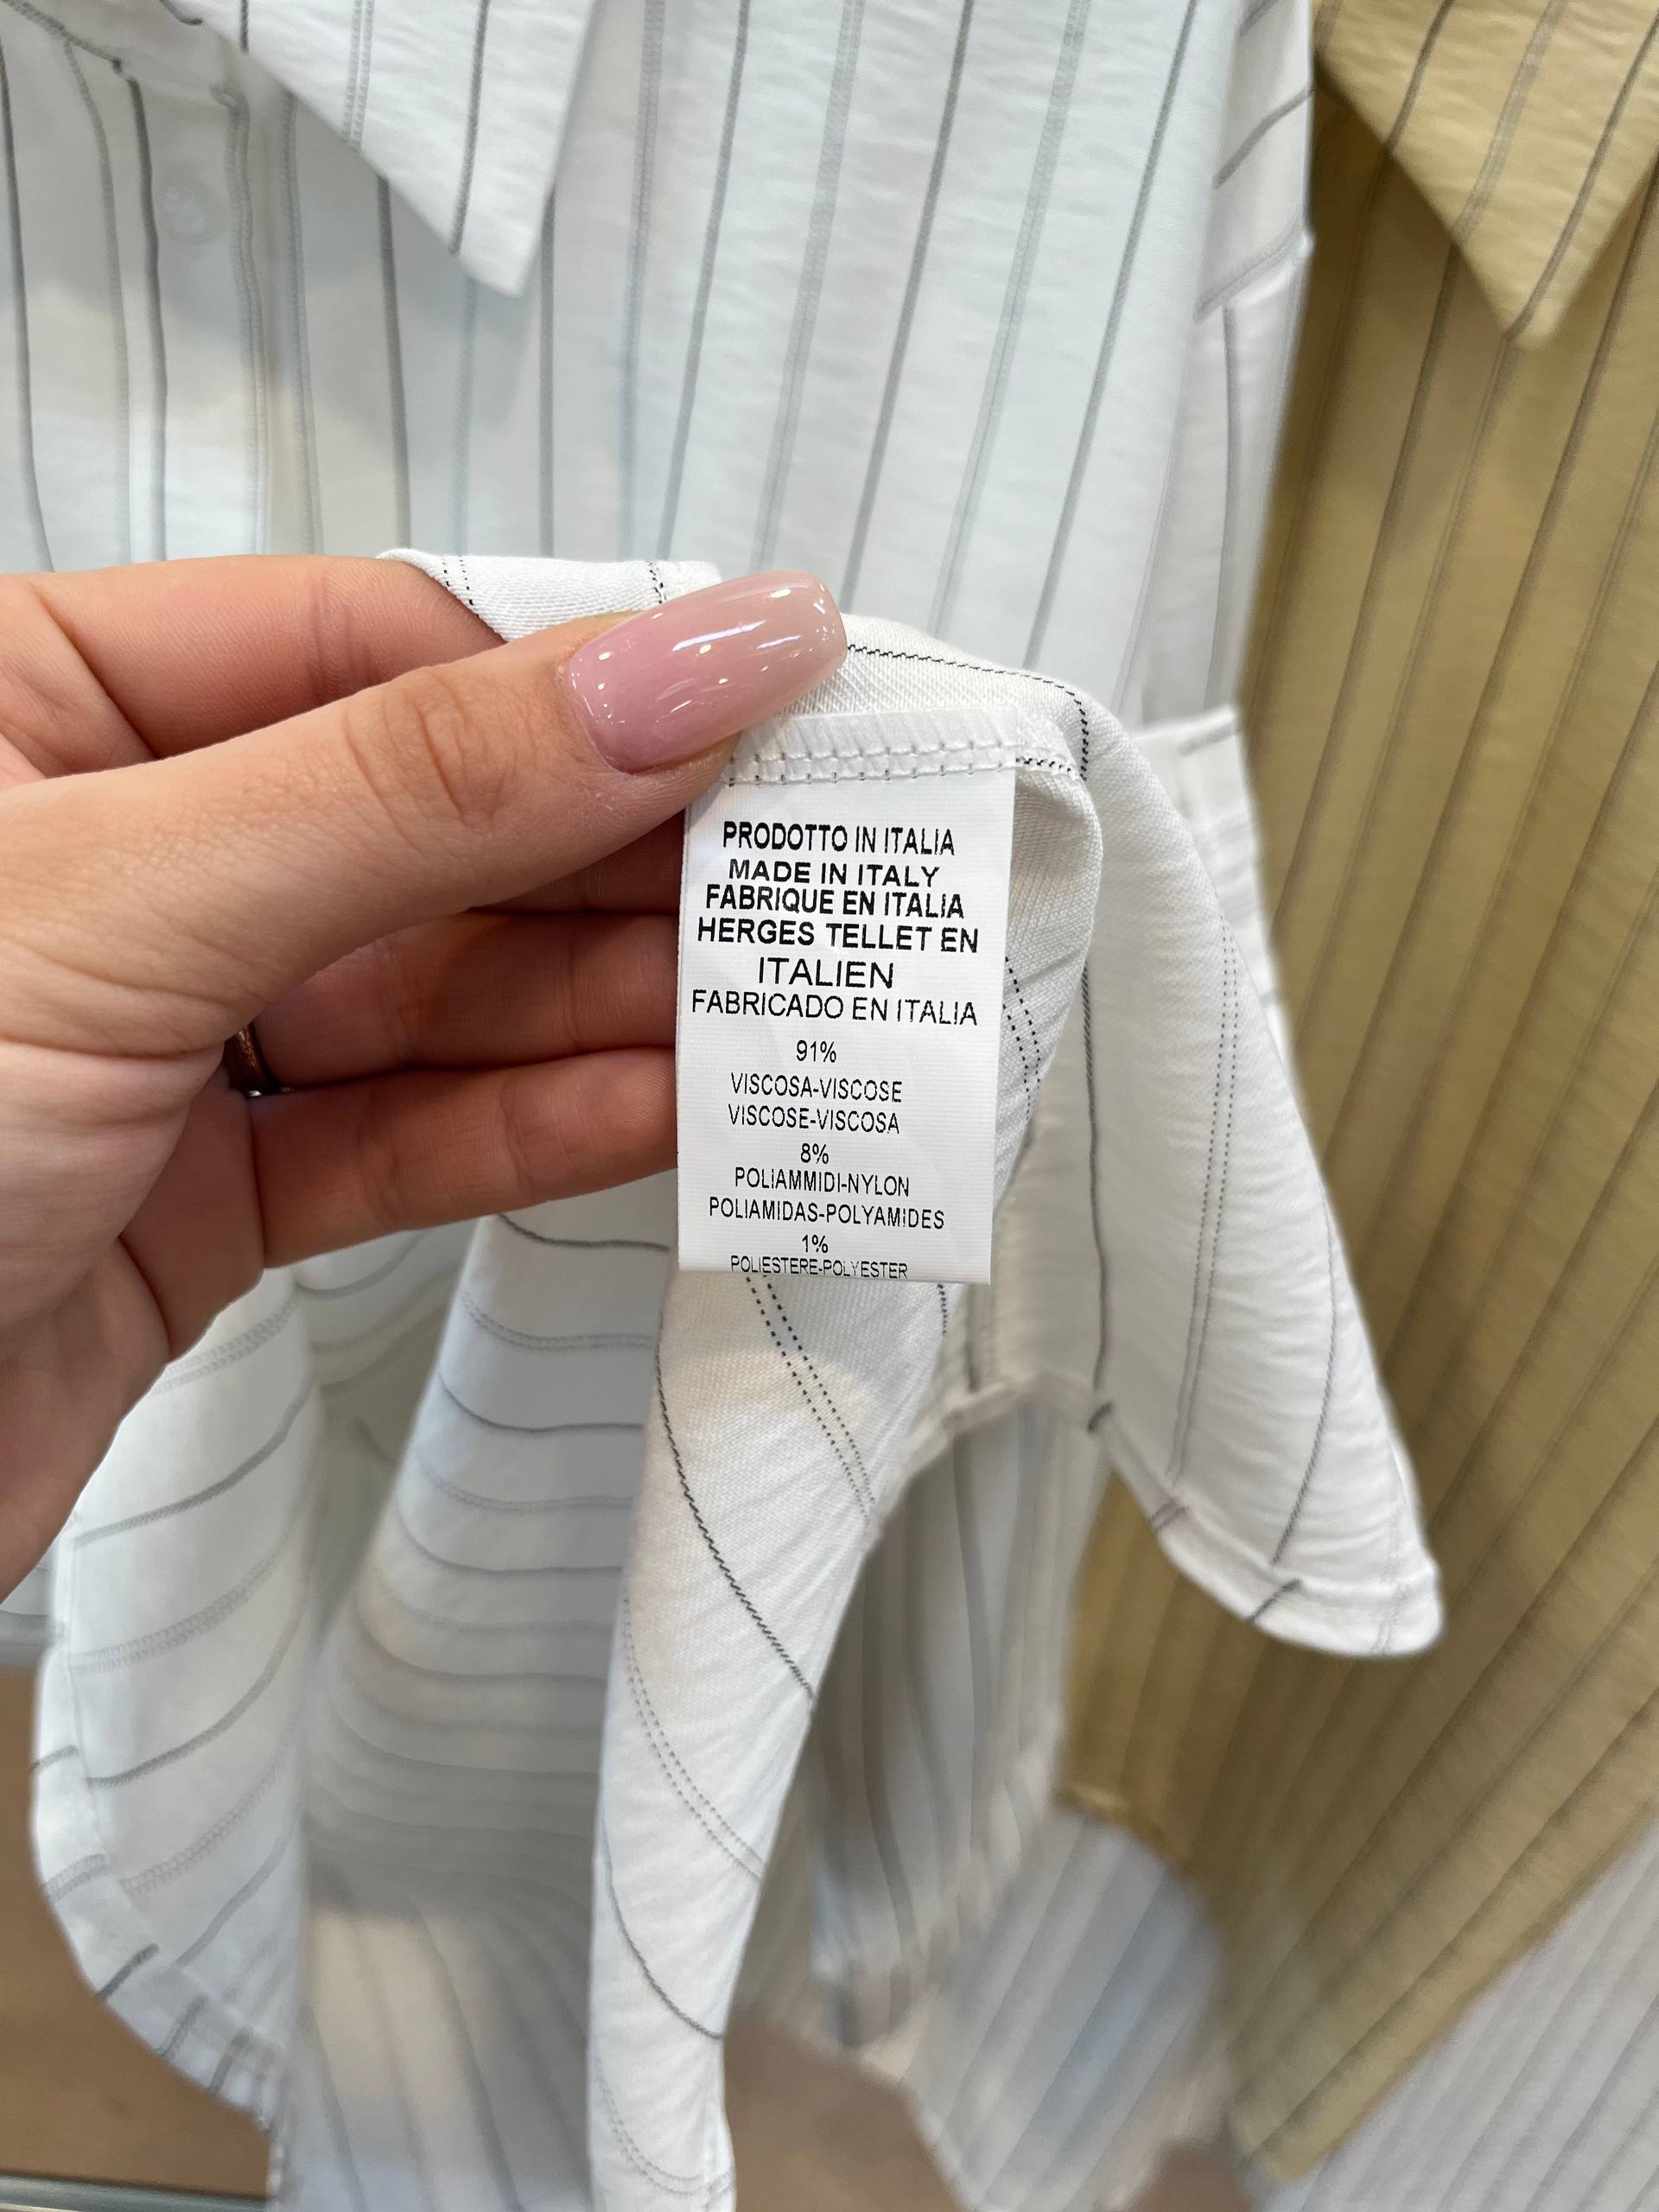 PRODOTTO IN ITALIA
MADE IN ITALY
FABRIQUE EN ITALIA
HERGES TELLET EN
ITALIEN
FABRICADO EN ITALIA
91%
VISCOSA-VISCOSE
VISCOSE-VISCOSA
8%
POLIAMMIDI-NYLON
POLIAMIDAS-POLYAMIDES
1%
POLIESTERE-POLYESTER